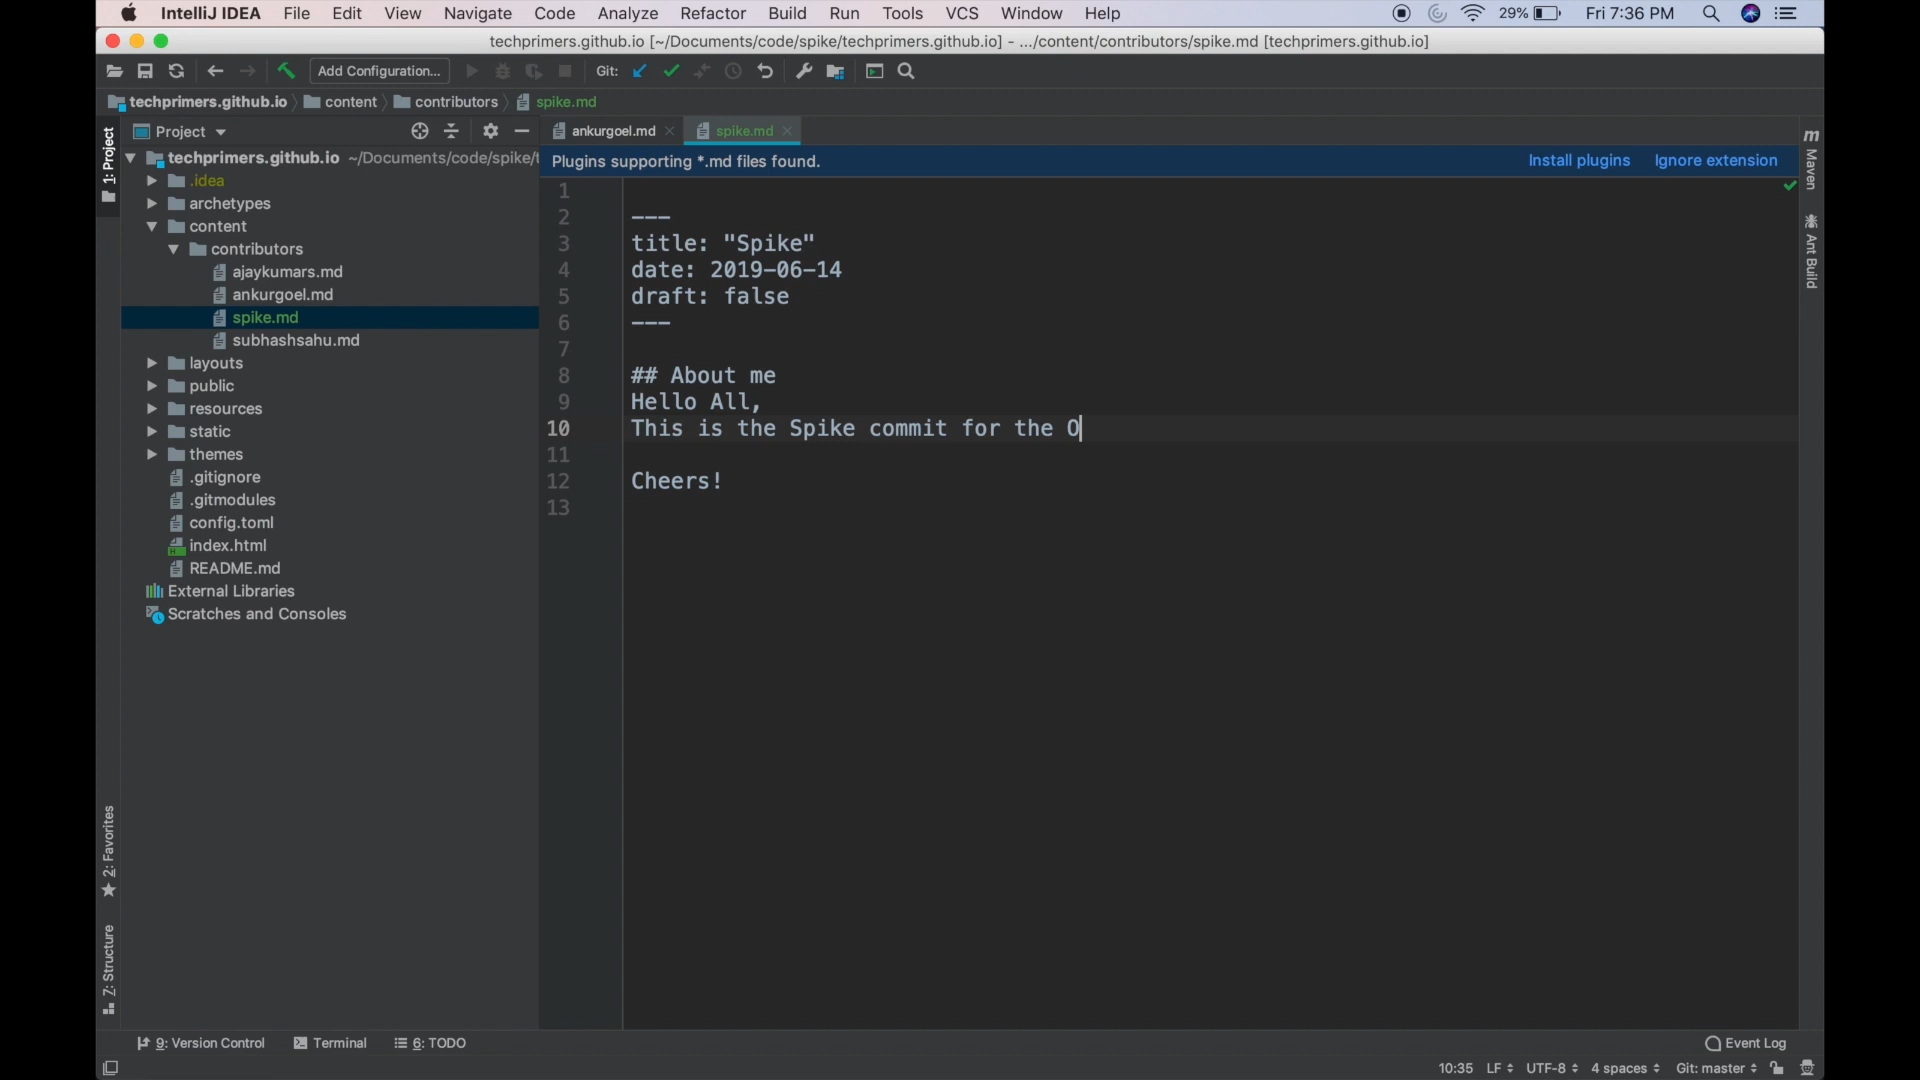 IntelliJ IDEA File Edit View Navigate Code Analyze Refactor Build Run Tools VCS Window Help 29% Fri 7:36 PM
techprimers.github.io [~/Documents/code/spike/techprimers.github.io] - .../content/contributors/spike.md [techprimers.github.io]
Add Configuration... Git:
techprimers.github.io content contributors spike.md
Project ankurgoel.md spike.md
Plugins supporting *.md files found. Install plugins Ignore extension
1: Project
2: Favorites
Z: Structure
techprimers.github.io ~/Documents/code/spike/t
.idea
archetypes
content
contributors
ajaykumars.md
ankurgoel.md
spike.md
subhashsahu.md
layouts
public
resources
static
themes
.gitignore
.gitmodules
config.toml
index.html
README.md
External Libraries
Scratches and Consoles
1
2 ---
3 title: "Spike"
4 date: 2019-06-14
5 draft: false
6 ---
7
8 ## About me
9 Hello All,
10 This is the Spike commit for the O
11
12 Cheers!
13
m Maven
Ant Build
9: Version Control Terminal 6: TODO Event Log
10:35 LF UTF-8 4 spaces Git: master